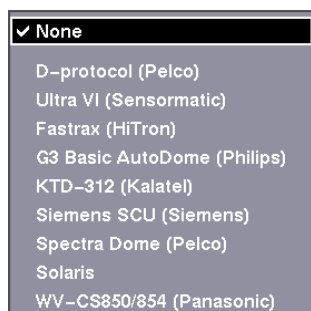 ✓ None
D-protocol (Pelco)
Ultra VI (Sensormatic)
Fastrax (HiTron)
G3 Basic AutoDome (Philips)
KTD-312 (Kalatel)
Siemens SCU (Siemens)
Spectra Dome (Pelco)
Solaris
WV-CS850/854 (Panasonic)